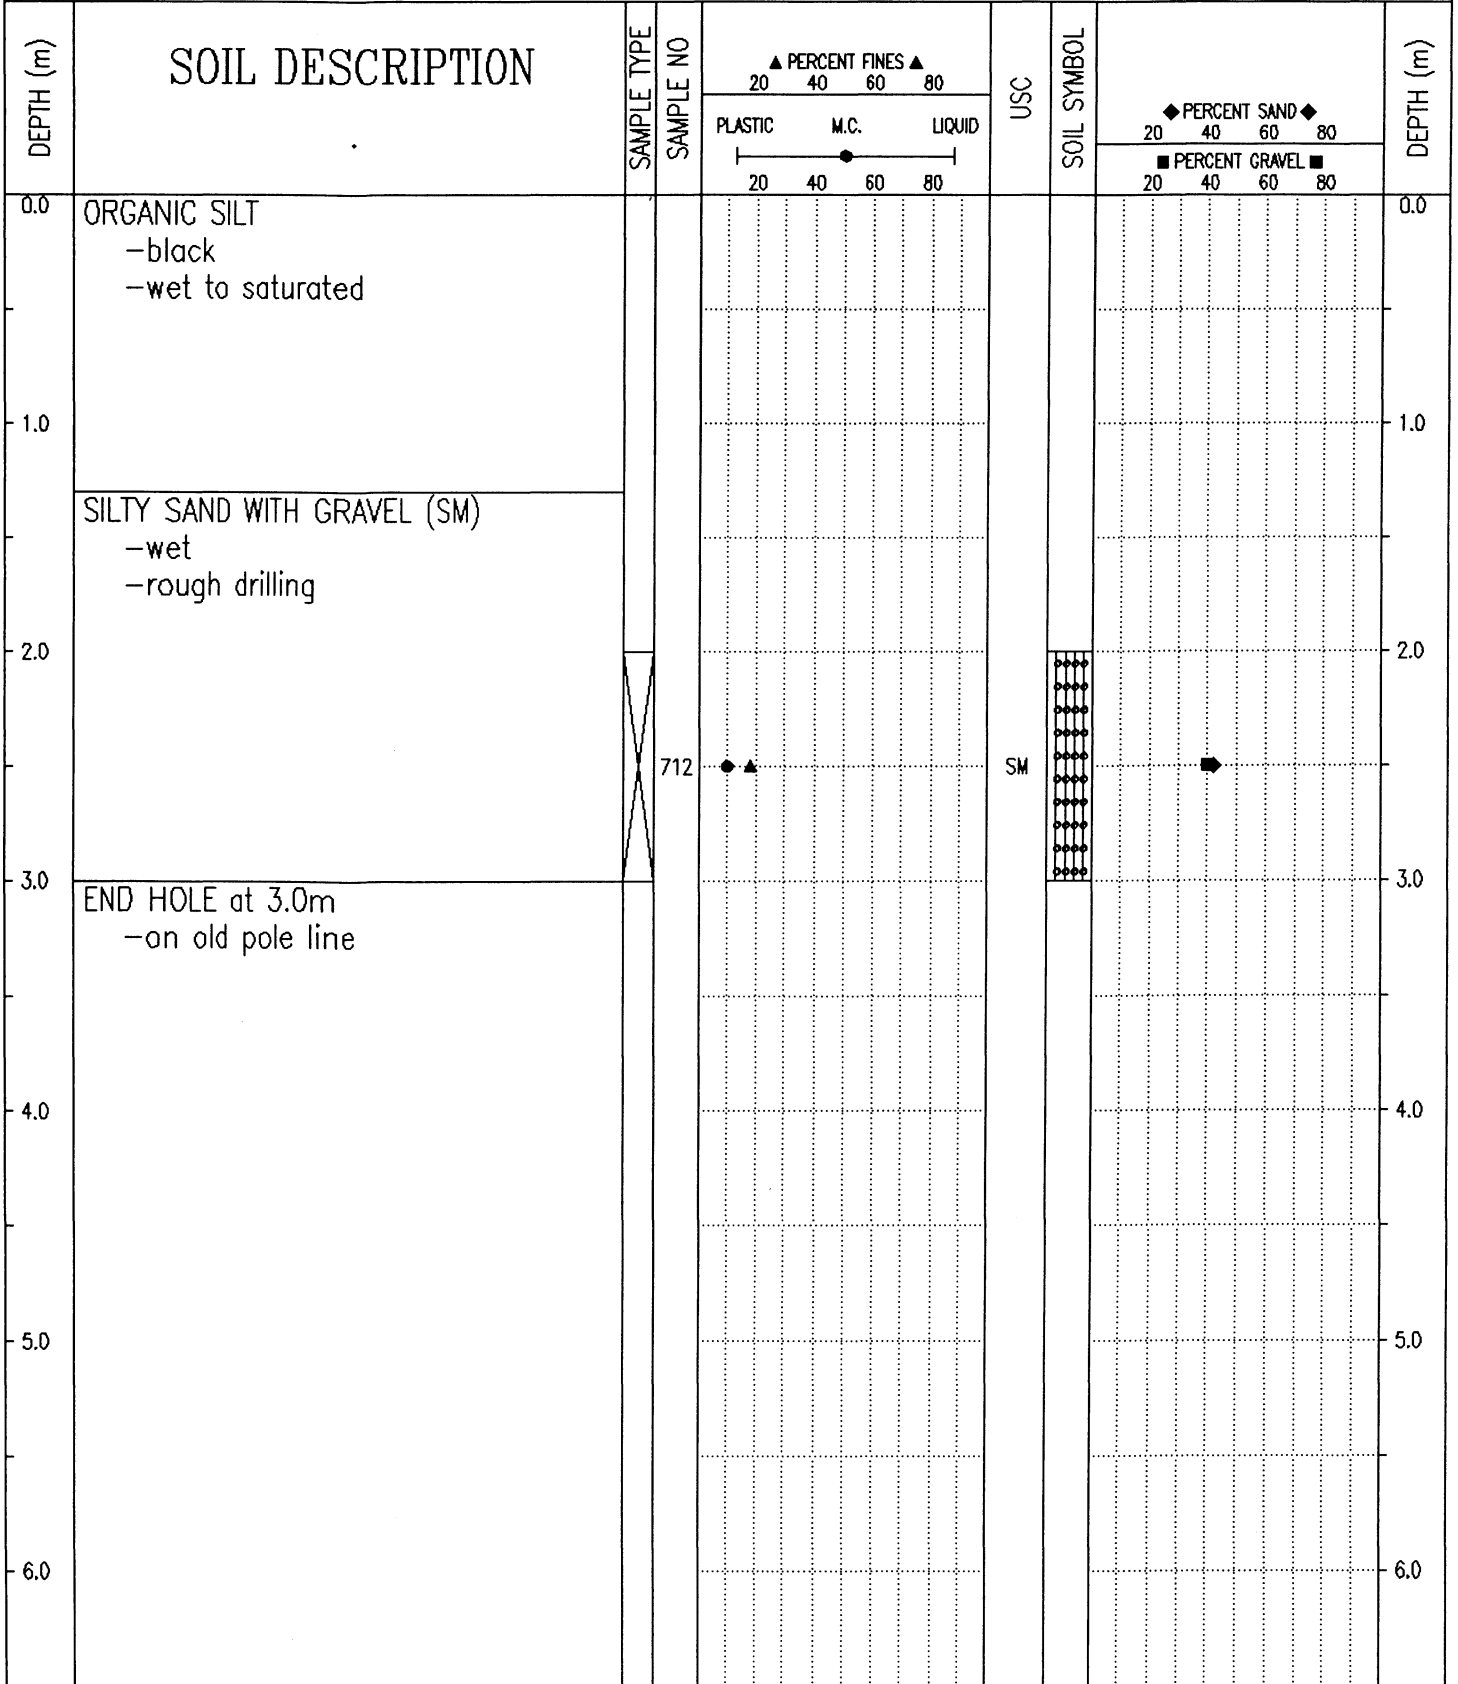 DEPTH (m)
SOIL DESCRIPTION
SAMPLE TYPE
SAMPLE NO
▲ PERCENT FINES ▲
20 40 60 80
PLASTIC M.C. LIQUID
20 40 60 80
USC
SOIL SYMBOL
◆ PERCENT SAND ◆
20 40 60 80
■ PERCENT GRAVEL ■
20 40 60 80
DEPTH (m)
0.0
ORGANIC SILT
-black
-wet to saturated
0.0
1.0
1.0
SILTY SAND WITH GRAVEL (SM)
-wet
-rough drilling
2.0
2.0
712
SM
3.0
3.0
END HOLE at 3.0m
-on old pole line
4.0
4.0
5.0
5.0
6.0
6.0